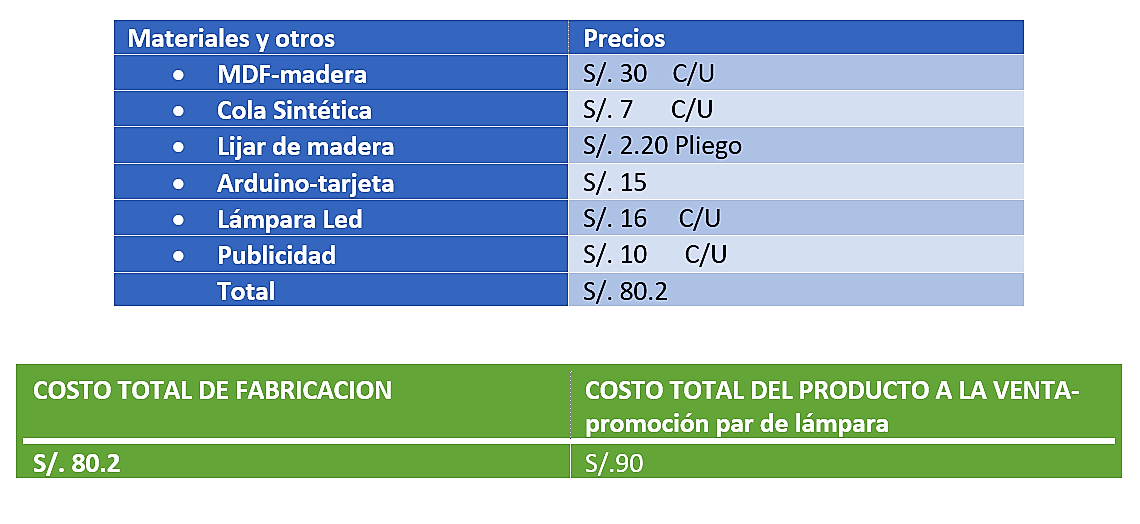 Materiales y otros Precios
• MDF-madera S/. 30 C/U
• Cola Sintética S/. 7 C/U
• Lijar de madera S/. 2.20 Pliego
• Arduino-tarjeta S/. 15
• Lámpara Led S/. 16 C/U
• Publicidad S/. 10 C/U
Total S/. 80.2
COSTO TOTAL DE FABRICACION COSTO TOTAL DEL PRODUCTO A LA VENTA-
promoción par de lámpara
S/. 80.2 S/.90